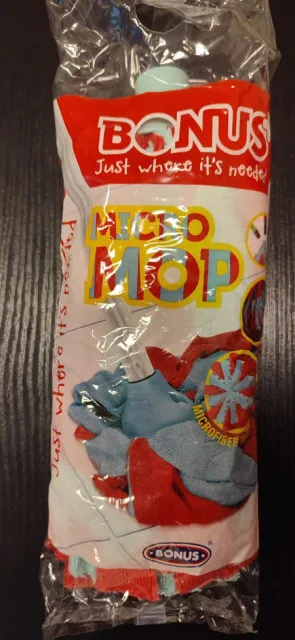 BONUS
Just where it's needed
MICRO
MOP
Just where it's needed
MICROFIBER
BONUS